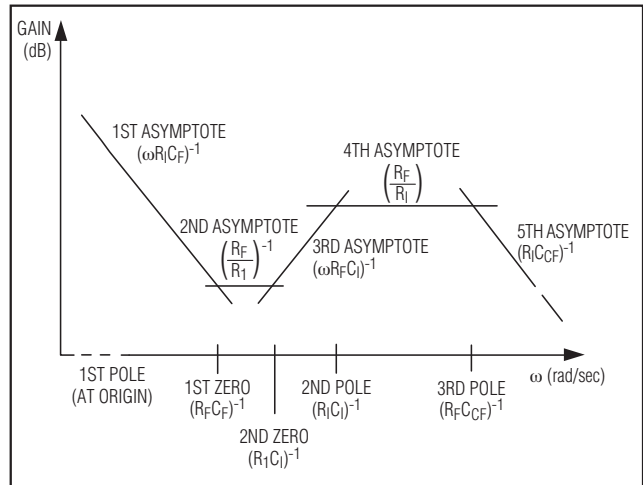 GAIN
(dB)
1ST ASYMPTOTE
(ωR_IC_F)^-1
4TH ASYMPTOTE
(R_F/R_I)
2ND ASYMPTOTE
(R_F/R_1)^-1
3RD ASYMPTOTE
(ωR_FC_I)^-1
5TH ASYMPTOTE
(R_IC_CF)^-1
1ST POLE
(AT ORIGIN)
1ST ZERO
(R_FC_F)^-1
2ND POLE
(R_IC_I)^-1
3RD POLE
(R_FC_CF)^-1
ω (rad/sec)
2ND ZERO
(R_1C_I)^-1